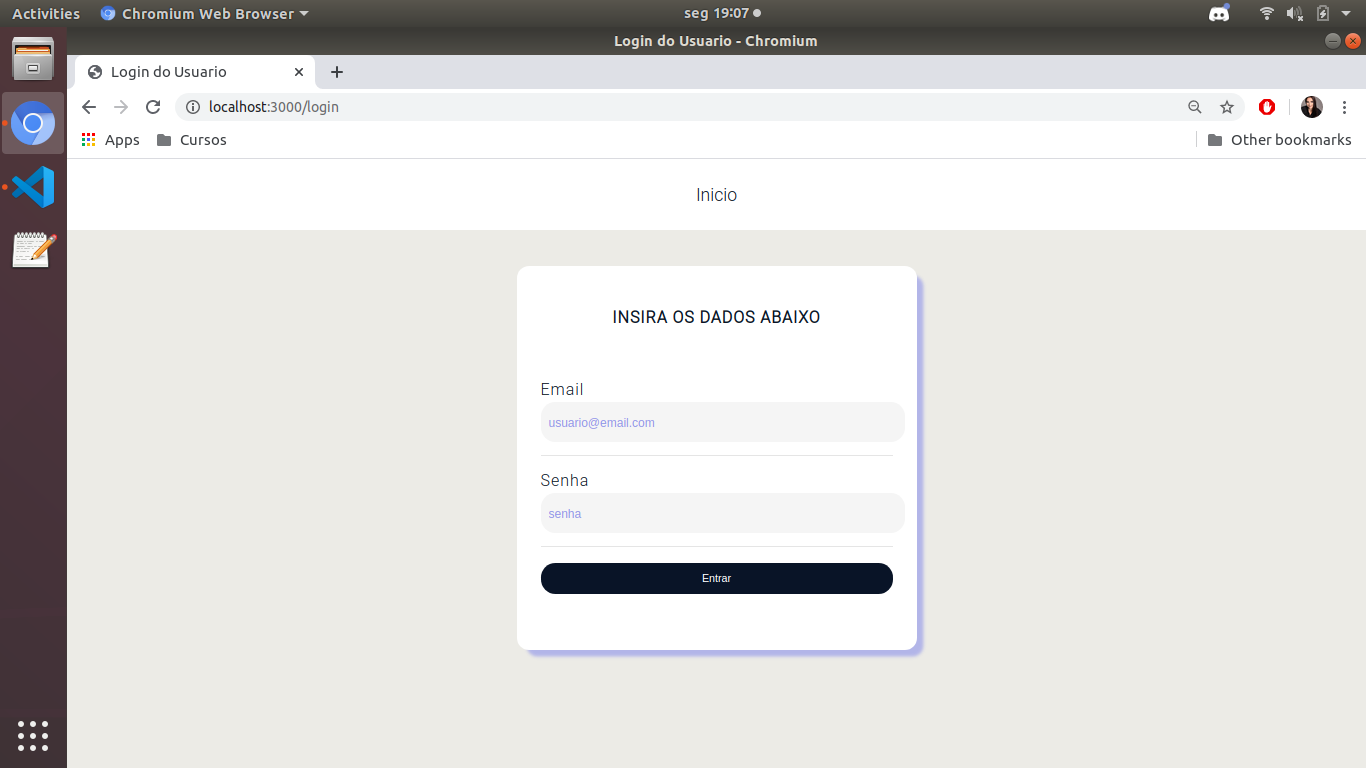 Activities Chromium Web Browser seg 19:07
Login do Usuario - Chromium
Login do Usuario
localhost:3000/login
Apps Cursos Other bookmarks
Inicio
INSIRA OS DADOS ABAIXO
Email
usuario@email.com
Senha
senha
Entrar